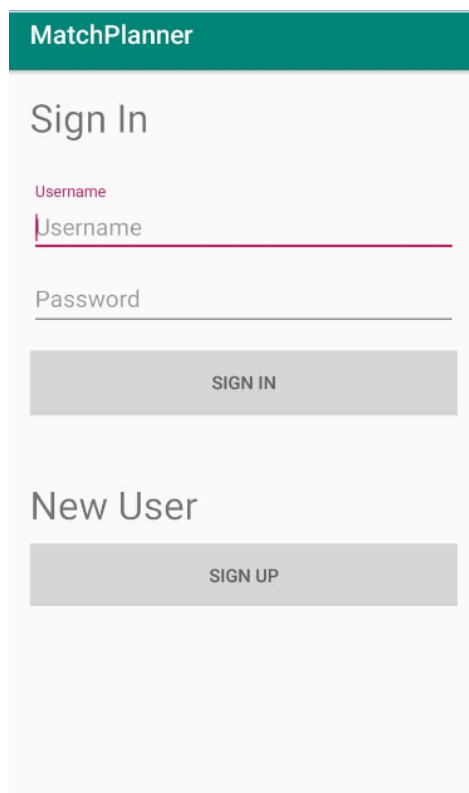 MatchPlanner
Sign In
Username
Username
Password
SIGN IN
New User
SIGN UP